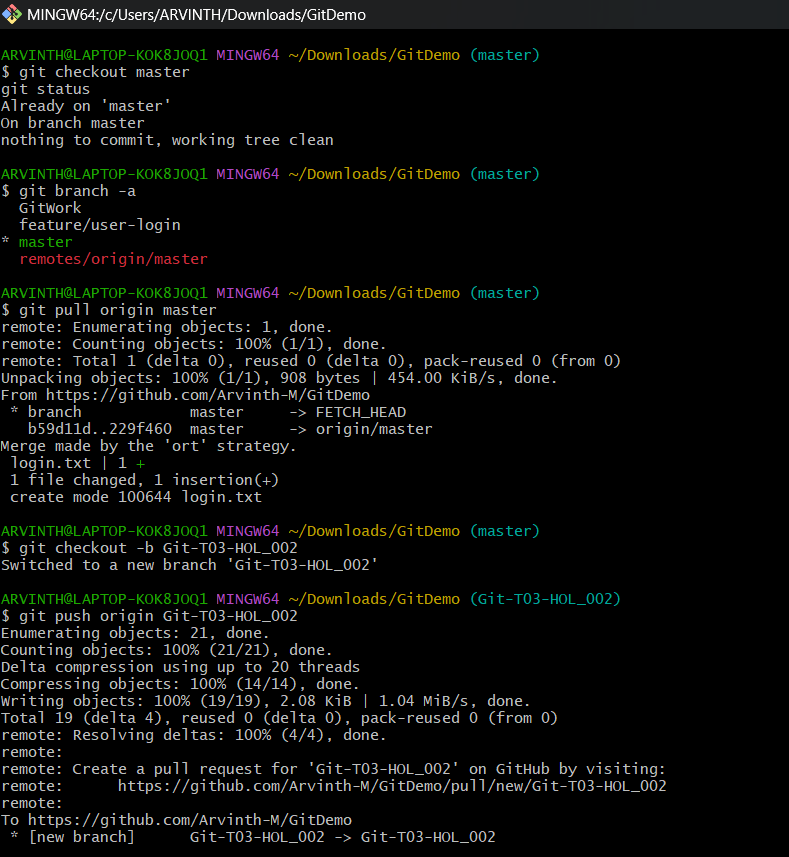 MINGW64:/c/Users/ARVINTH/Downloads/GitDemo
ARVINTH@LAPTOP-KOK8JOQ1 MINGW64 ~/Downloads/GitDemo (master)
$ git checkout master
git status
Already on 'master'
On branch master
nothing to commit, working tree clean
ARVINTH@LAPTOP-KOK8JOQ1 MINGW64 ~/Downloads/GitDemo (master)
$ git branch -a
  GitWork
  feature/user-login
* master
  remotes/origin/master
ARVINTH@LAPTOP-KOK8JOQ1 MINGW64 ~/Downloads/GitDemo (master)
$ git pull origin master
remote: Enumerating objects: 1, done.
remote: Counting objects: 100% (1/1), done.
remote: Total 1 (delta 0), reused 0 (delta 0), pack-reused 0 (from 0)
Unpacking objects: 100% (1/1), 908 bytes | 454.00 KiB/s, done.
From https://github.com/Arvinth-M/GitDemo
 * branch            master     -> FETCH_HEAD
   b59d11d..229f460  master     -> origin/master
Merge made by the 'ort' strategy.
 login.txt | 1 +
 1 file changed, 1 insertion(+)
 create mode 100644 login.txt
ARVINTH@LAPTOP-KOK8JOQ1 MINGW64 ~/Downloads/GitDemo (master)
$ git checkout -b Git-T03-HOL_002
Switched to a new branch 'Git-T03-HOL_002'
ARVINTH@LAPTOP-KOK8JOQ1 MINGW64 ~/Downloads/GitDemo (Git-T03-HOL_002)
$ git push origin Git-T03-HOL_002
Enumerating objects: 21, done.
Counting objects: 100% (21/21), done.
Delta compression using up to 20 threads
Compressing objects: 100% (14/14), done.
Writing objects: 100% (19/19), 2.08 KiB | 1.04 MiB/s, done.
Total 19 (delta 4), reused 0 (delta 0), pack-reused 0 (from 0)
remote: Resolving deltas: 100% (4/4), done.
remote:
remote: Create a pull request for 'Git-T03-HOL_002' on GitHub by visiting:
remote:      https://github.com/Arvinth-M/GitDemo/pull/new/Git-T03-HOL_002
remote:
To https://github.com/Arvinth-M/GitDemo
 * [new branch]      Git-T03-HOL_002 -> Git-T03-HOL_002